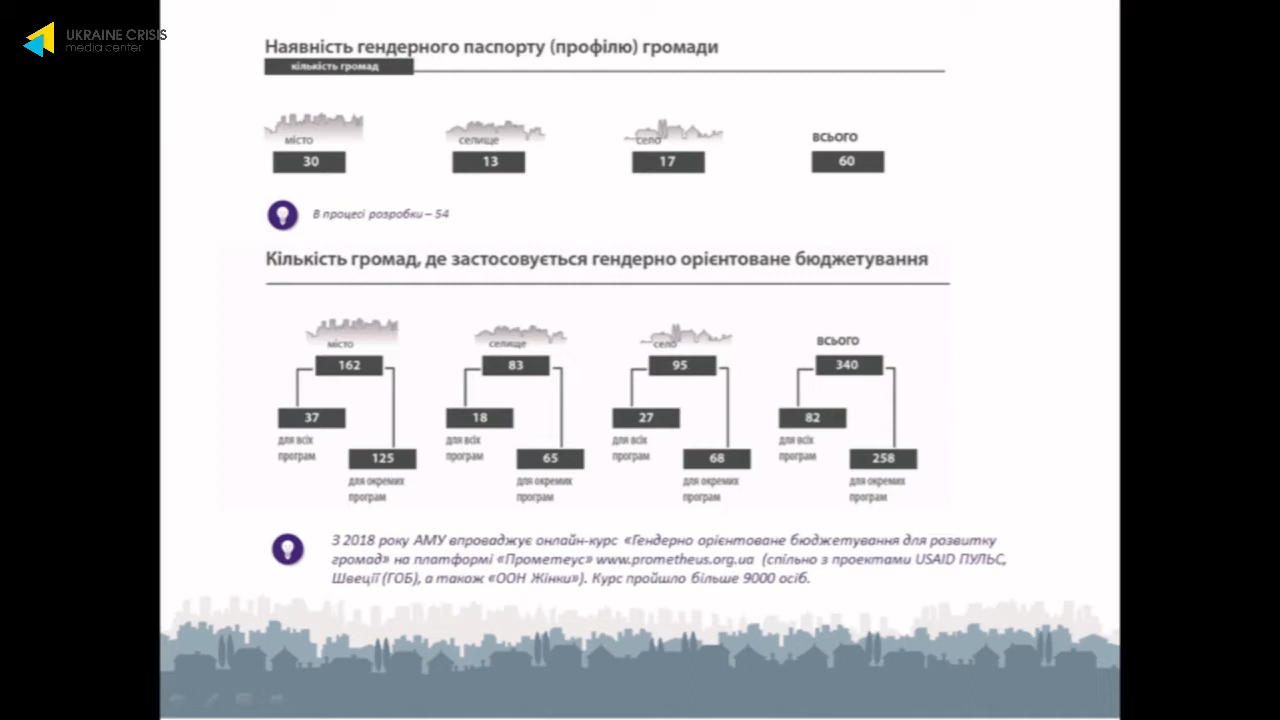 UKRAINE CRISIS
media center
Наявність гендерного паспорту (профілю) громади
кількість громад
місто
селище
село
ВСЬОГО
30
13
17
60
В процесі розробки – 54
Кількість громад, де застосовується гендерно орієнтоване бюджетування
місто
селище
село
ВСЬОГО
162
83
95
340
37
18
27
82
для всіх
програм
для всіх
програм
для всіх
програм
для всіх
програм
125
65
68
258
для окремих
програм
для окремих
програм
для окремих
програм
для окремих
програм
З 2018 року АМУ впроваджує онлайн-курс «Гендерно орієнтоване бюджетування для розвитку
громад» на платформі «Прометеус» www.prometheus.org.ua (спільно з проектами USAID ПУЛЬС,
Швеції (ГОБ), а також «ООН Жінки»). Курс пройшло більше 9000 осіб.